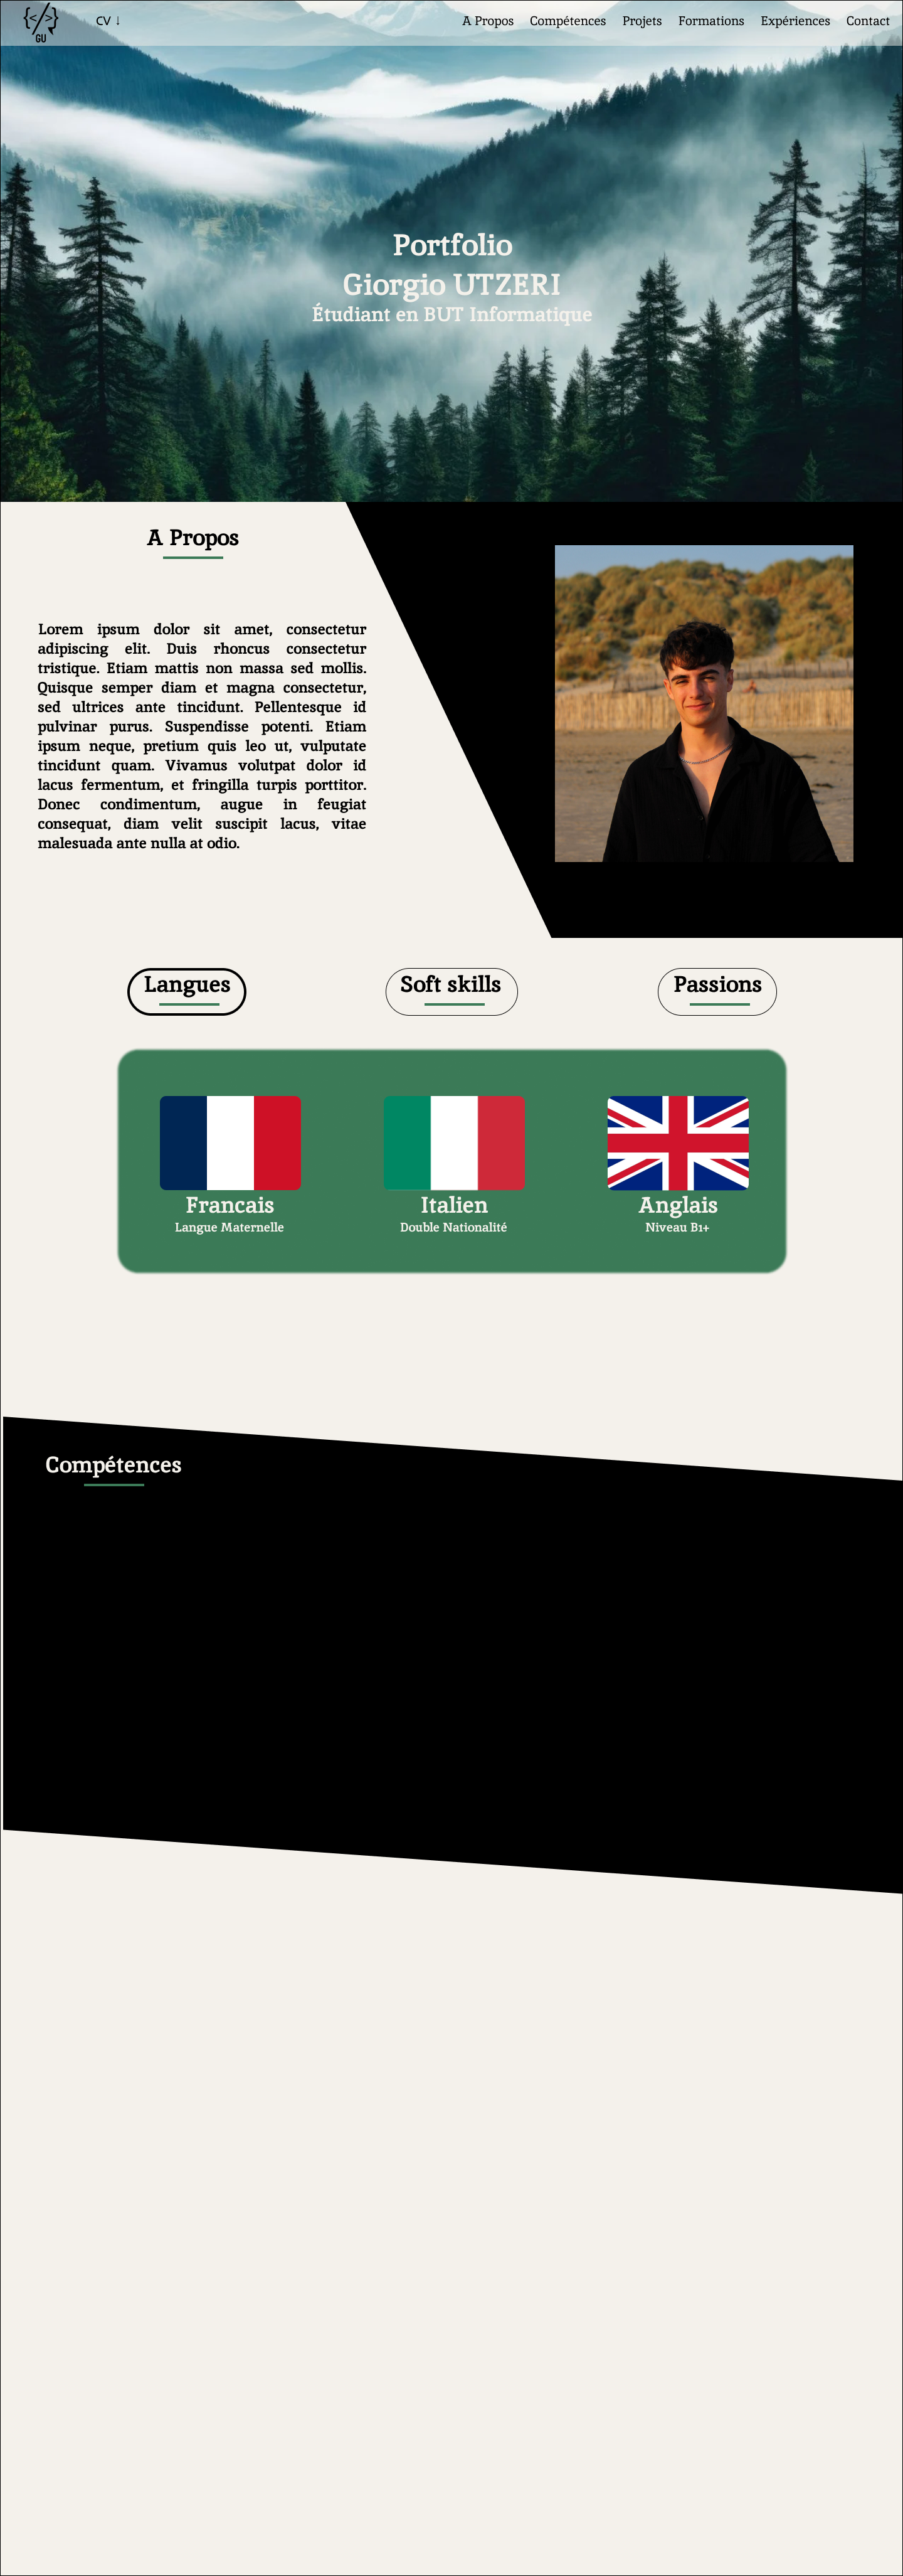 {</>}
GU
CV ↓
A Propos Compétences Projets Formations Expériences Contact
Portfolio
Giorgio UTZERI
Étudiant en BUT Informatique
A Propos
Lorem ipsum dolor sit amet, consectetur
adipiscing elit. Duis rhoncus consectetur
tristique. Etiam mattis non massa sed mollis.
Quisque semper diam et magna consectetur,
sed ultrices ante tincidunt. Pellentesque id
pulvinar purus. Suspendisse potenti. Etiam
ipsum neque, pretium quis leo ut, vulputate
tincidunt quam. Vivamus volutpat dolor id
lacus fermentum, et fringilla turpis porttitor.
Donec condimentum, augue in feugiat
consequat, diam velit suscipit lacus, vitae
malesuada ante nulla at odio.
Langues
Soft skills
Passions
Francais
Langue Maternelle
Italien
Double Nationalité
Anglais
Niveau B1+
Compétences